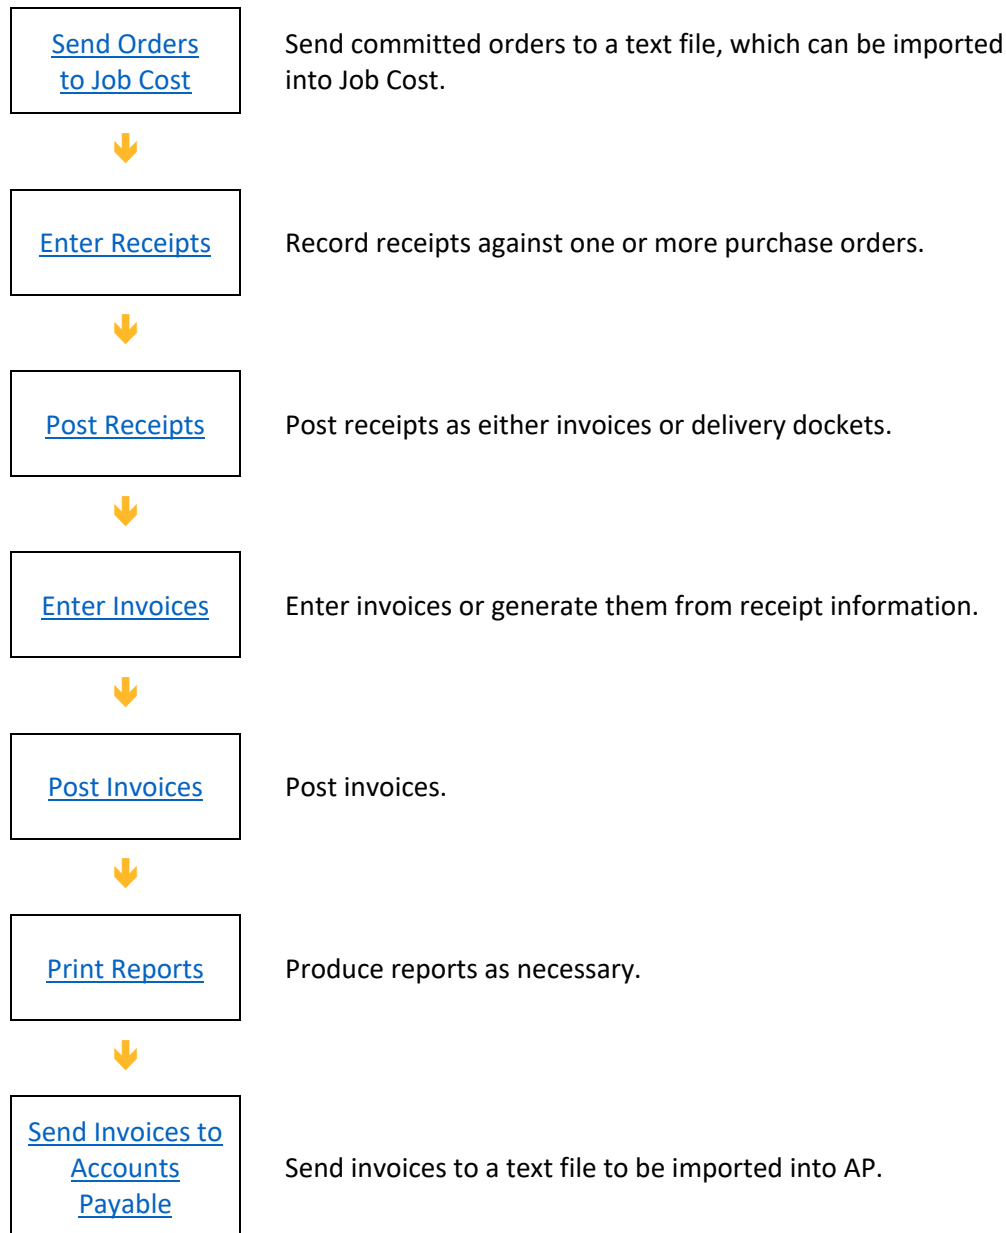 Send Orders
to Job Cost
Send committed orders to a text file, which can be imported
into Job Cost.
Enter Receipts
Record receipts against one or more purchase orders.
Post Receipts
Post receipts as either invoices or delivery dockets.
Enter Invoices
Enter invoices or generate them from receipt information.
Post Invoices
Post invoices.
Print Reports
Produce reports as necessary.
Send Invoices to
Accounts
Payable
Send invoices to a text file to be imported into AP.